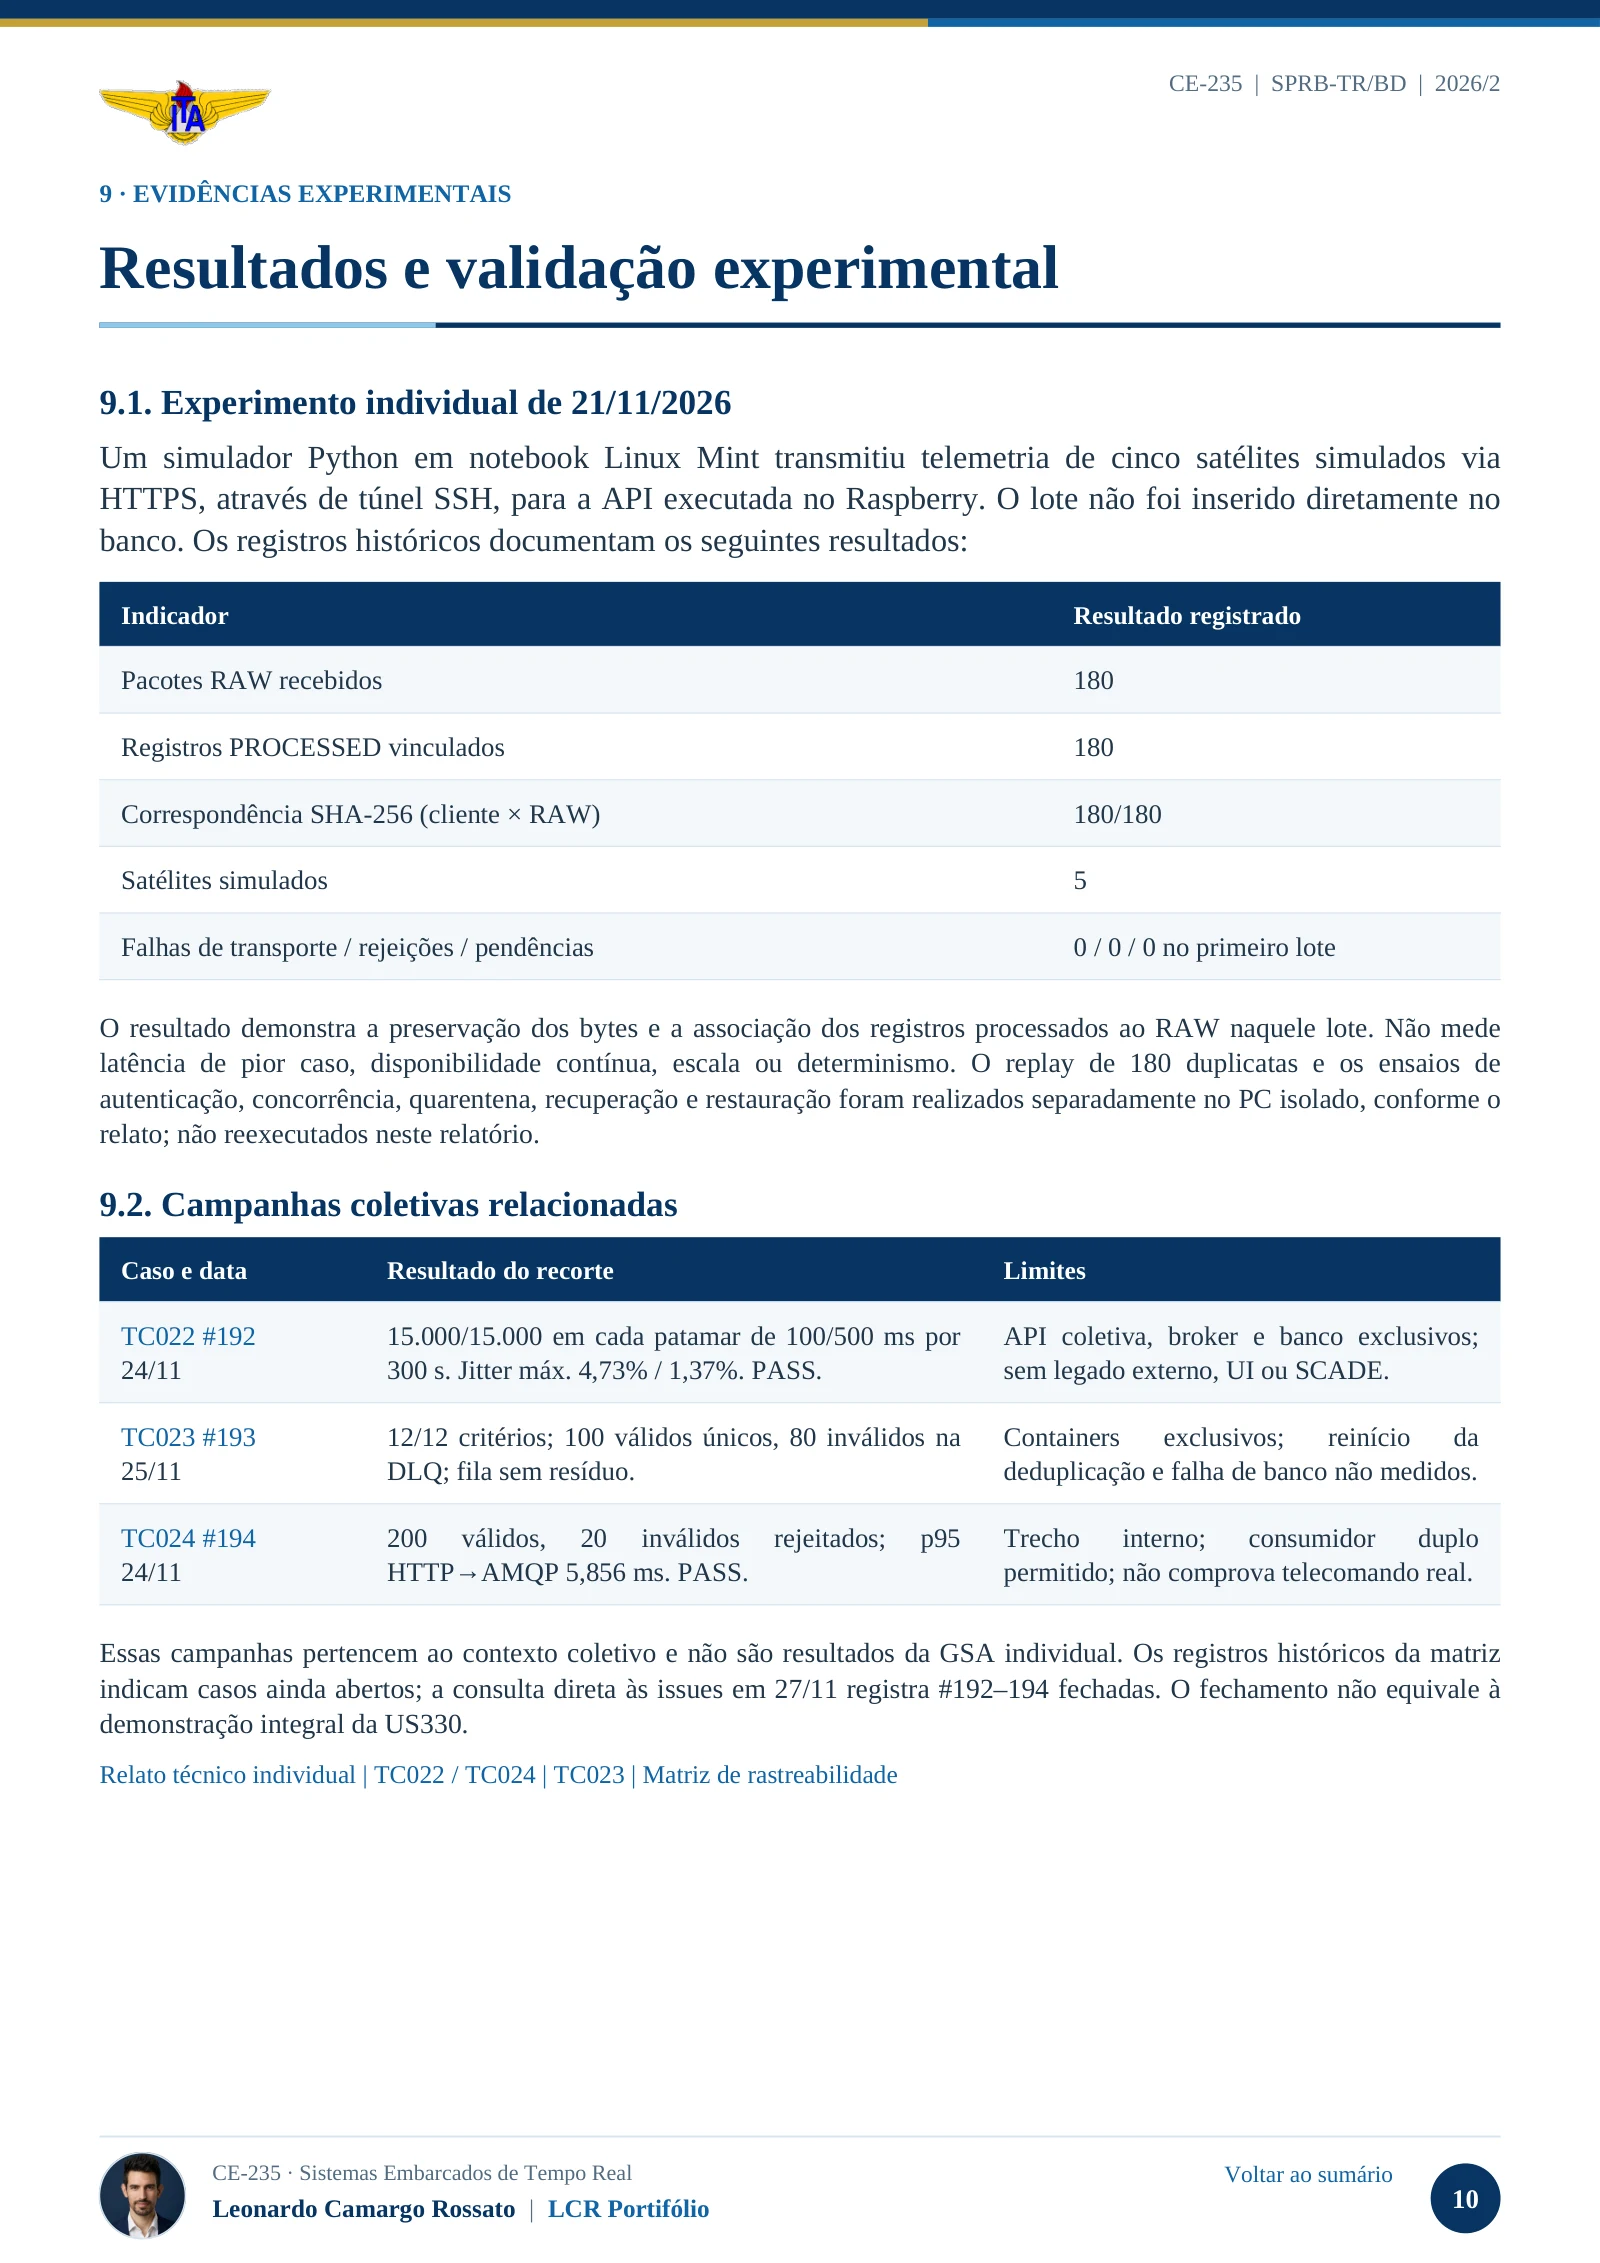 CE-235 | SPRB-TR/BD | 2026/2
ITA
9 · EVIDÊNCIAS EXPERIMENTAIS
Resultados e validação experimental
9.1. Experimento individual de 21/11/2026
Um simulador Python em notebook Linux Mint transmitiu telemetria de cinco satélites simulados via
HTTPS, através de túnel SSH, para a API executada no Raspberry. O lote não foi inserido diretamente no
banco. Os registros históricos documentam os seguintes resultados:
Indicador Resultado registrado
Pacotes RAW recebidos 180
Registros PROCESSED vinculados 180
Correspondência SHA-256 (cliente × RAW) 180/180
Satélites simulados 5
Falhas de transporte / rejeições / pendências 0 / 0 / 0 no primeiro lote
O resultado demonstra a preservação dos bytes e a associação dos registros processados ao RAW naquele lote. Não mede
latência de pior caso, disponibilidade contínua, escala ou determinismo. O replay de 180 duplicatas e os ensaios de
autenticação, concorrência, quarentena, recuperação e restauração foram realizados separadamente no PC isolado, conforme o
relato; não reexecutados neste relatório.
9.2. Campanhas coletivas relacionadas
Caso e data Resultado do recorte Limites
TC022 #192 15.000/15.000 em cada patamar de 100/500 ms por API coletiva, broker e banco exclusivos;
24/11 300 s. Jitter máx. 4,73% / 1,37%. PASS. sem legado externo, UI ou SCADE.
TC023 #193 12/12 critérios; 100 válidos únicos, 80 inválidos na Containers exclusivos; reinício da
25/11 DLQ; fila sem resíduo. deduplicação e falha de banco não medidos.
TC024 #194 200 válidos, 20 inválidos rejeitados; p95 Trecho interno; consumidor duplo
24/11 HTTP→AMQP 5,856 ms. PASS. permitido; não comprova telecomando real.
Essas campanhas pertencem ao contexto coletivo e não são resultados da GSA individual. Os registros históricos da matriz
indicam casos ainda abertos; a consulta direta às issues em 27/11 registra #192–194 fechadas. O fechamento não equivale à
demonstração integral da US330.
Relato técnico individual | TC022 / TC024 | TC023 | Matriz de rastreabilidade
CE-235 · Sistemas Embarcados de Tempo Real
Leonardo Camargo Rossato | LCR Portifólio
Voltar ao sumário
10